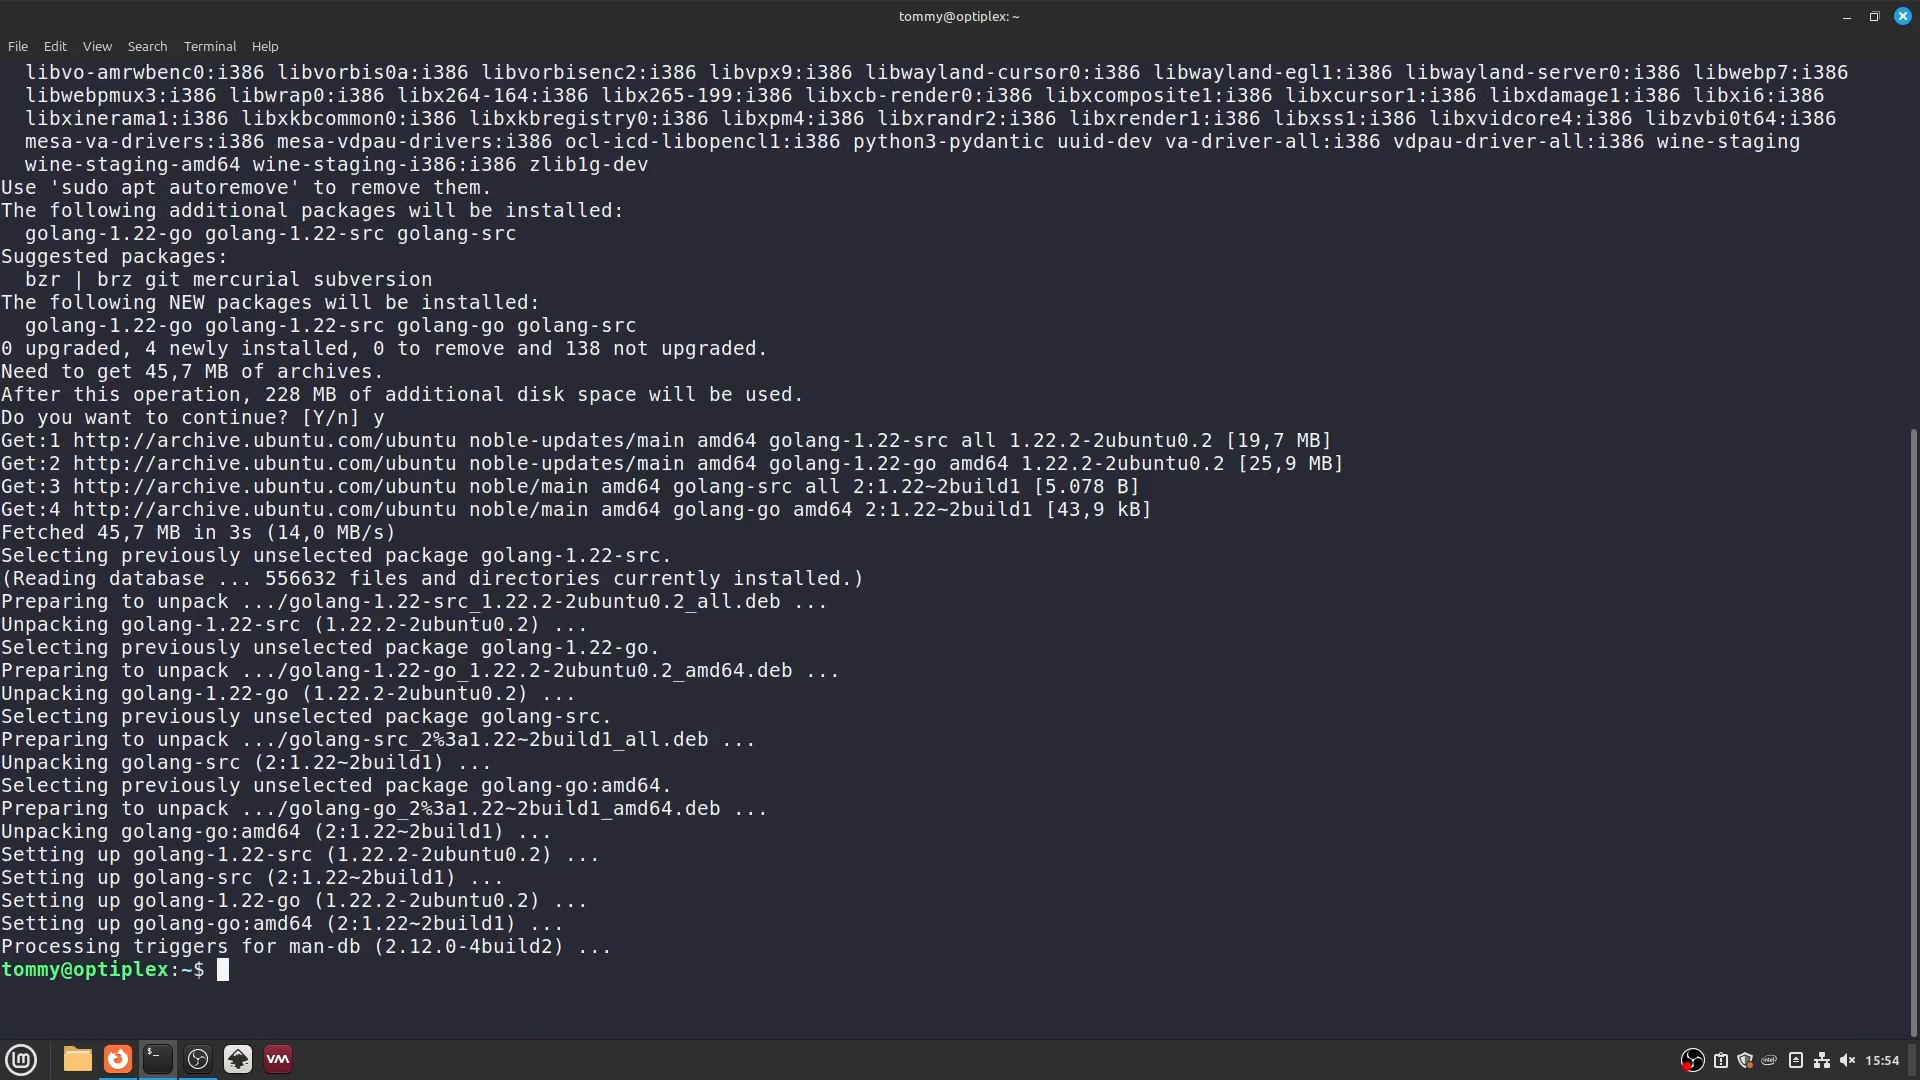 tommy@optiplex: ~
File Edit View Search Terminal Help
libvo-amrwbenc0:i386 libvorbis0a:i386 libvorbisenc2:i386 libvpx9:i386 libwayland-cursor0:i386 libwayland-egl1:i386 libwayland-server0:i386 libwebp7:i386
libwebpmux3:i386 libwrap0:i386 libx264-164:i386 libx265-199:i386 libxcb-render0:i386 libxcomposite1:i386 libxcursor1:i386 libxdamage1:i386 libxi6:i386
libxinerama1:i386 libxkbcommon0:i386 libxkbregistry0:i386 libxpm4:i386 libxrandr2:i386 libxrender1:i386 libxss1:i386 libxvidcore4:i386 libzvbi0t64:i386
mesa-va-drivers:i386 mesa-vdpau-drivers:i386 ocl-icd-libopencl1:i386 python3-pydantic uuid-dev va-driver-all:i386 vdpau-driver-all:i386 wine-staging
wine-staging-amd64 wine-staging-i386:i386 zlib1g-dev
Use 'sudo apt autoremove' to remove them.
The following additional packages will be installed:
golang-1.22-go golang-1.22-src golang-src
Suggested packages:
bzr | brz git mercurial subversion
The following NEW packages will be installed:
golang-1.22-go golang-1.22-src golang-go golang-src
0 upgraded, 4 newly installed, 0 to remove and 138 not upgraded.
Need to get 45,7 MB of archives.
After this operation, 228 MB of additional disk space will be used.
Do you want to continue? [Y/n] y
Get:1 http://archive.ubuntu.com/ubuntu noble-updates/main amd64 golang-1.22-src all 1.22.2-2ubuntu0.2 [19,7 MB]
Get:2 http://archive.ubuntu.com/ubuntu noble-updates/main amd64 golang-1.22-go amd64 1.22.2-2ubuntu0.2 [25,9 MB]
Get:3 http://archive.ubuntu.com/ubuntu noble/main amd64 golang-src all 2:1.22~2build1 [5.078 B]
Get:4 http://archive.ubuntu.com/ubuntu noble/main amd64 golang-go amd64 2:1.22~2build1 [43,9 kB]
Fetched 45,7 MB in 3s (14,0 MB/s)
Selecting previously unselected package golang-1.22-src.
(Reading database ... 556632 files and directories currently installed.)
Preparing to unpack .../golang-1.22-src_1.22.2-2ubuntu0.2_all.deb ...
Unpacking golang-1.22-src (1.22.2-2ubuntu0.2) ...
Selecting previously unselected package golang-1.22-go.
Preparing to unpack .../golang-1.22-go_1.22.2-2ubuntu0.2_amd64.deb ...
Unpacking golang-1.22-go (1.22.2-2ubuntu0.2) ...
Selecting previously unselected package golang-src.
Preparing to unpack .../golang-src_2%3a1.22~2build1_all.deb ...
Unpacking golang-src (2:1.22~2build1) ...
Selecting previously unselected package golang-go:amd64.
Preparing to unpack .../golang-go_2%3a1.22~2build1_amd64.deb ...
Unpacking golang-go:amd64 (2:1.22~2build1) ...
Setting up golang-1.22-src (1.22.2-2ubuntu0.2) ...
Setting up golang-src (2:1.22~2build1) ...
Setting up golang-1.22-go (1.22.2-2ubuntu0.2) ...
Setting up golang-go:amd64 (2:1.22~2build1) ...
Processing triggers for man-db (2.12.0-4build2) ...
tommy@optiplex:~$
15:54